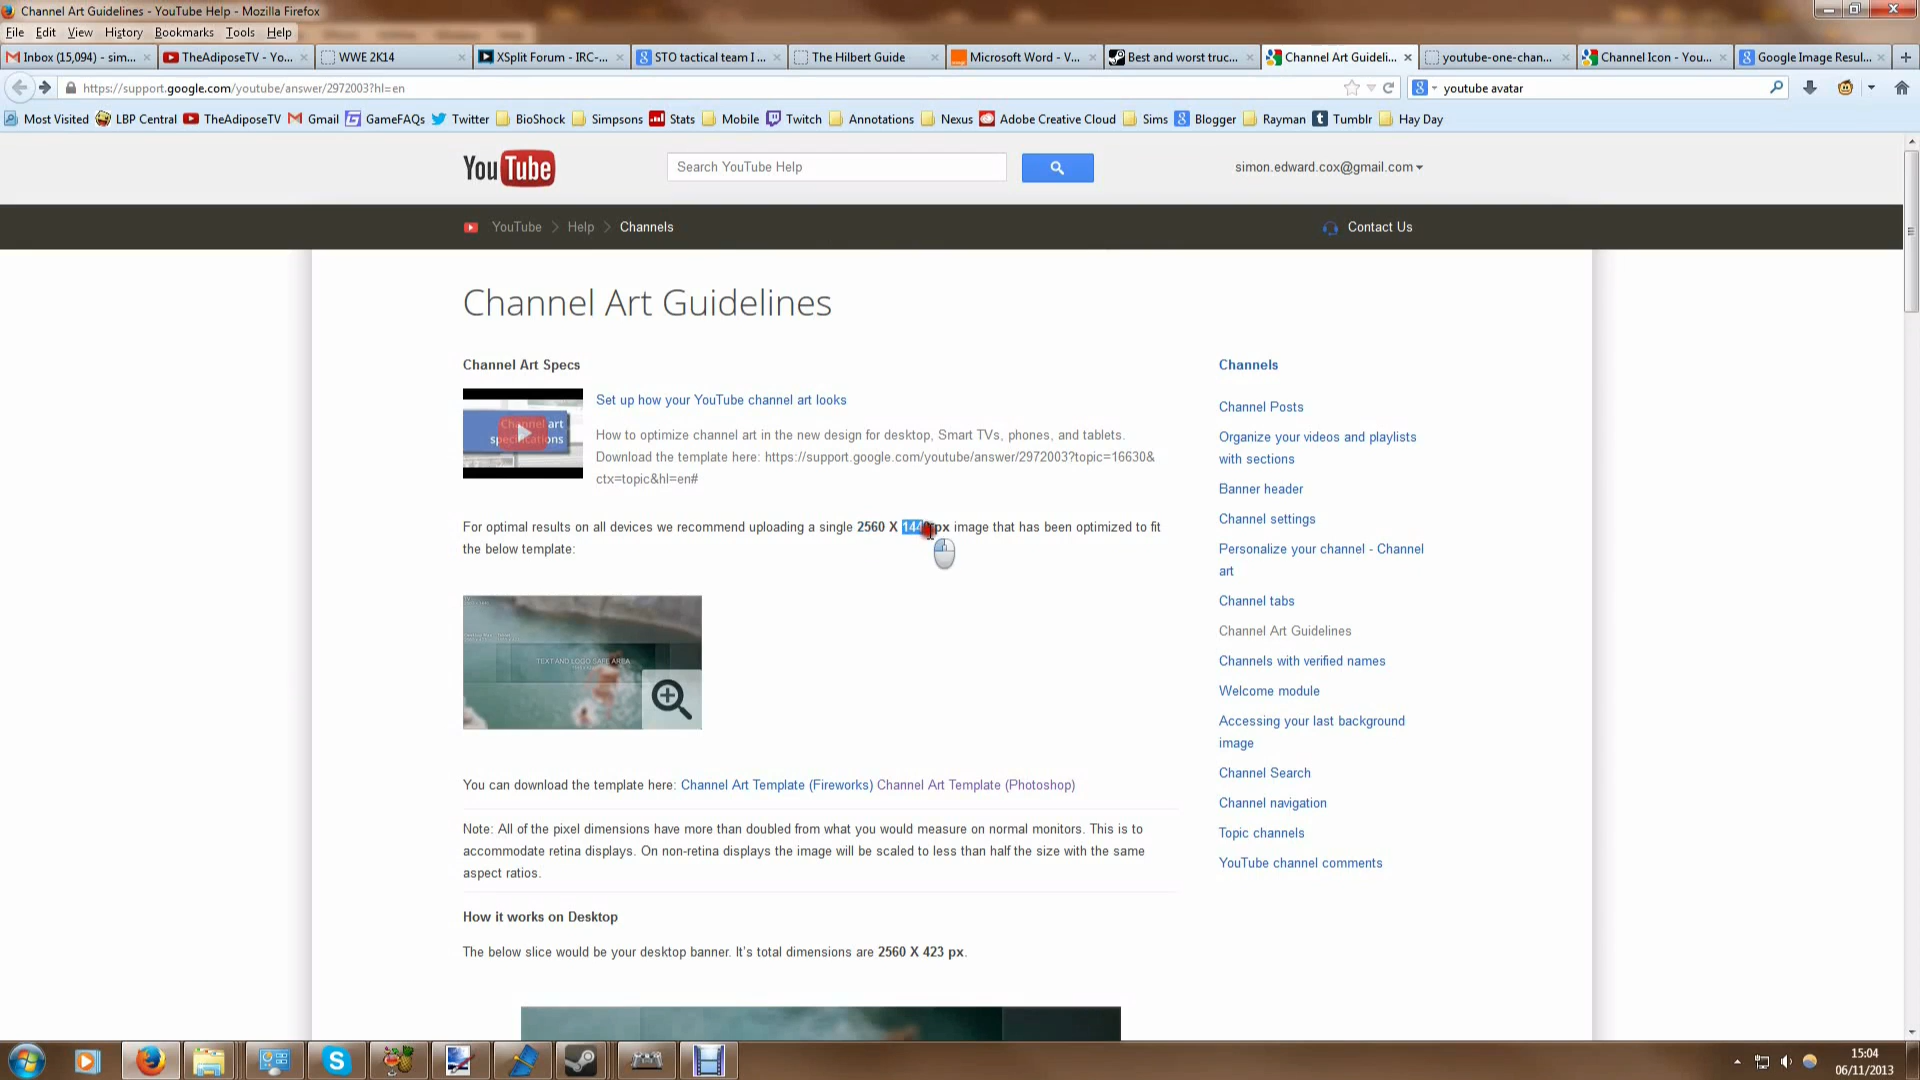 Channel Art Guidelines - YouTube Help - Mozilla Firefox
File Edit View History Bookmarks Tools Help
Inbox (15,094) - sim... TheAdiposeTV - Yo... WWE 2K14 XSplit Forum - IRC-... STO tactical team I ... The Hilbert Guide Microsoft Word - V... Best and worst truc... Channel Art Guideli... youtube-one-chan... Channel Icon - You... Google Image Resul...
https://support.google.com/youtube/answer/2972003?hl=en youtube avatar
Most Visited LBP Central TheAdiposeTV Gmail GameFAQs Twitter BioShock Simpsons Stats Mobile Twitch Annotations Nexus Adobe Creative Cloud Sims Blogger Rayman Tumblr Hay Day
YouTube Search YouTube Help simon.edward.cox@gmail.com
YouTube Help Channels Contact Us
Channel Art Guidelines
Channel Art Specs
Channel art
specifications
Set up how your YouTube channel art looks
How to optimize channel art in the new design for desktop, Smart TVs, phones, and tablets.
Download the template here: https://support.google.com/youtube/answer/2972003?topic=16630&
ctx=topic&hl=en#
For optimal results on all devices we recommend uploading a single 2560 X 1440 px image that has been optimized to fit
the below template:
TEXT AND LOGO SAFE AREA
You can download the template here: Channel Art Template (Fireworks) Channel Art Template (Photoshop)
Note: All of the pixel dimensions have more than doubled from what you would measure on normal monitors. This is to
accommodate retina displays. On non-retina displays the image will be scaled to less than half the size with the same
aspect ratios.
How it works on Desktop
The below slice would be your desktop banner. It's total dimensions are 2560 X 423 px.
Channels
Channel Posts
Organize your videos and playlists
with sections
Banner header
Channel settings
Personalize your channel - Channel
art
Channel tabs
Channel Art Guidelines
Channels with verified names
Welcome module
Accessing your last background
image
Channel Search
Channel navigation
Topic channels
YouTube channel comments
15:04
06/11/2013